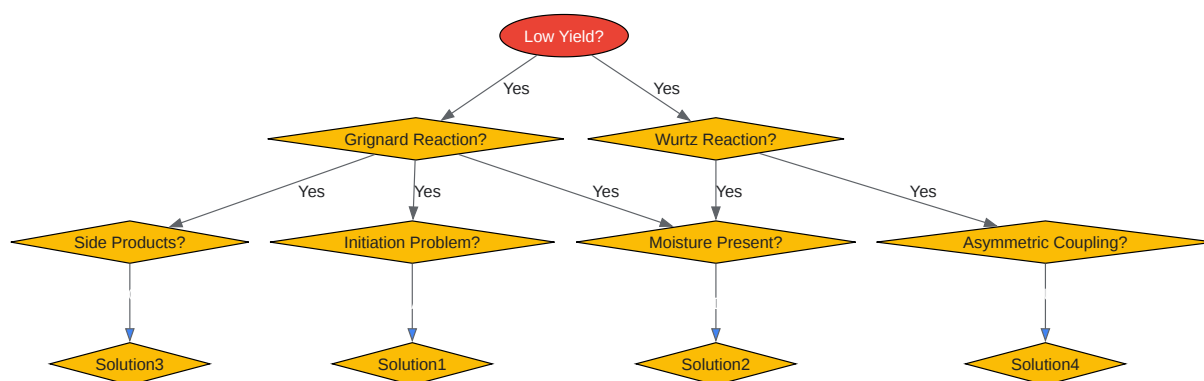 Low Yield?
Yes
Yes
Grignard Reaction?
Wurtz Reaction?
Yes
Yes
Yes
Yes
Yes
Side Products?
Initiation Problem?
Moisture Present?
Asymmetric Coupling?
Solution3
Solution1
Solution2
Solution4